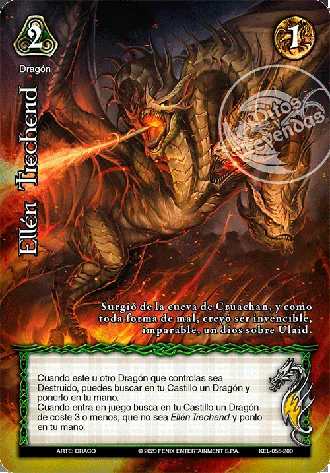 2
1
Dragón
Otras
Leyendas
Ellén Trechend
Surgió de la cueva de Cruachan, y como
toda forma de mal, creyó ser invencible,
imparable, un dios sobre Ulaid.
Cuando este u otro Dragón que controlas sea
Destruido, puedes buscar en tu Castillo un Dragón y
ponerlo en tu mano.
Cuando entra en juego busca en tu Castillo un Dragón
de coste 3 o menos, que no sea Ellén Trechend y ponlo
en tu mano.
ARTE: DRAGO
© 2020 FENIX ENTERTAINMENT S.P.A.